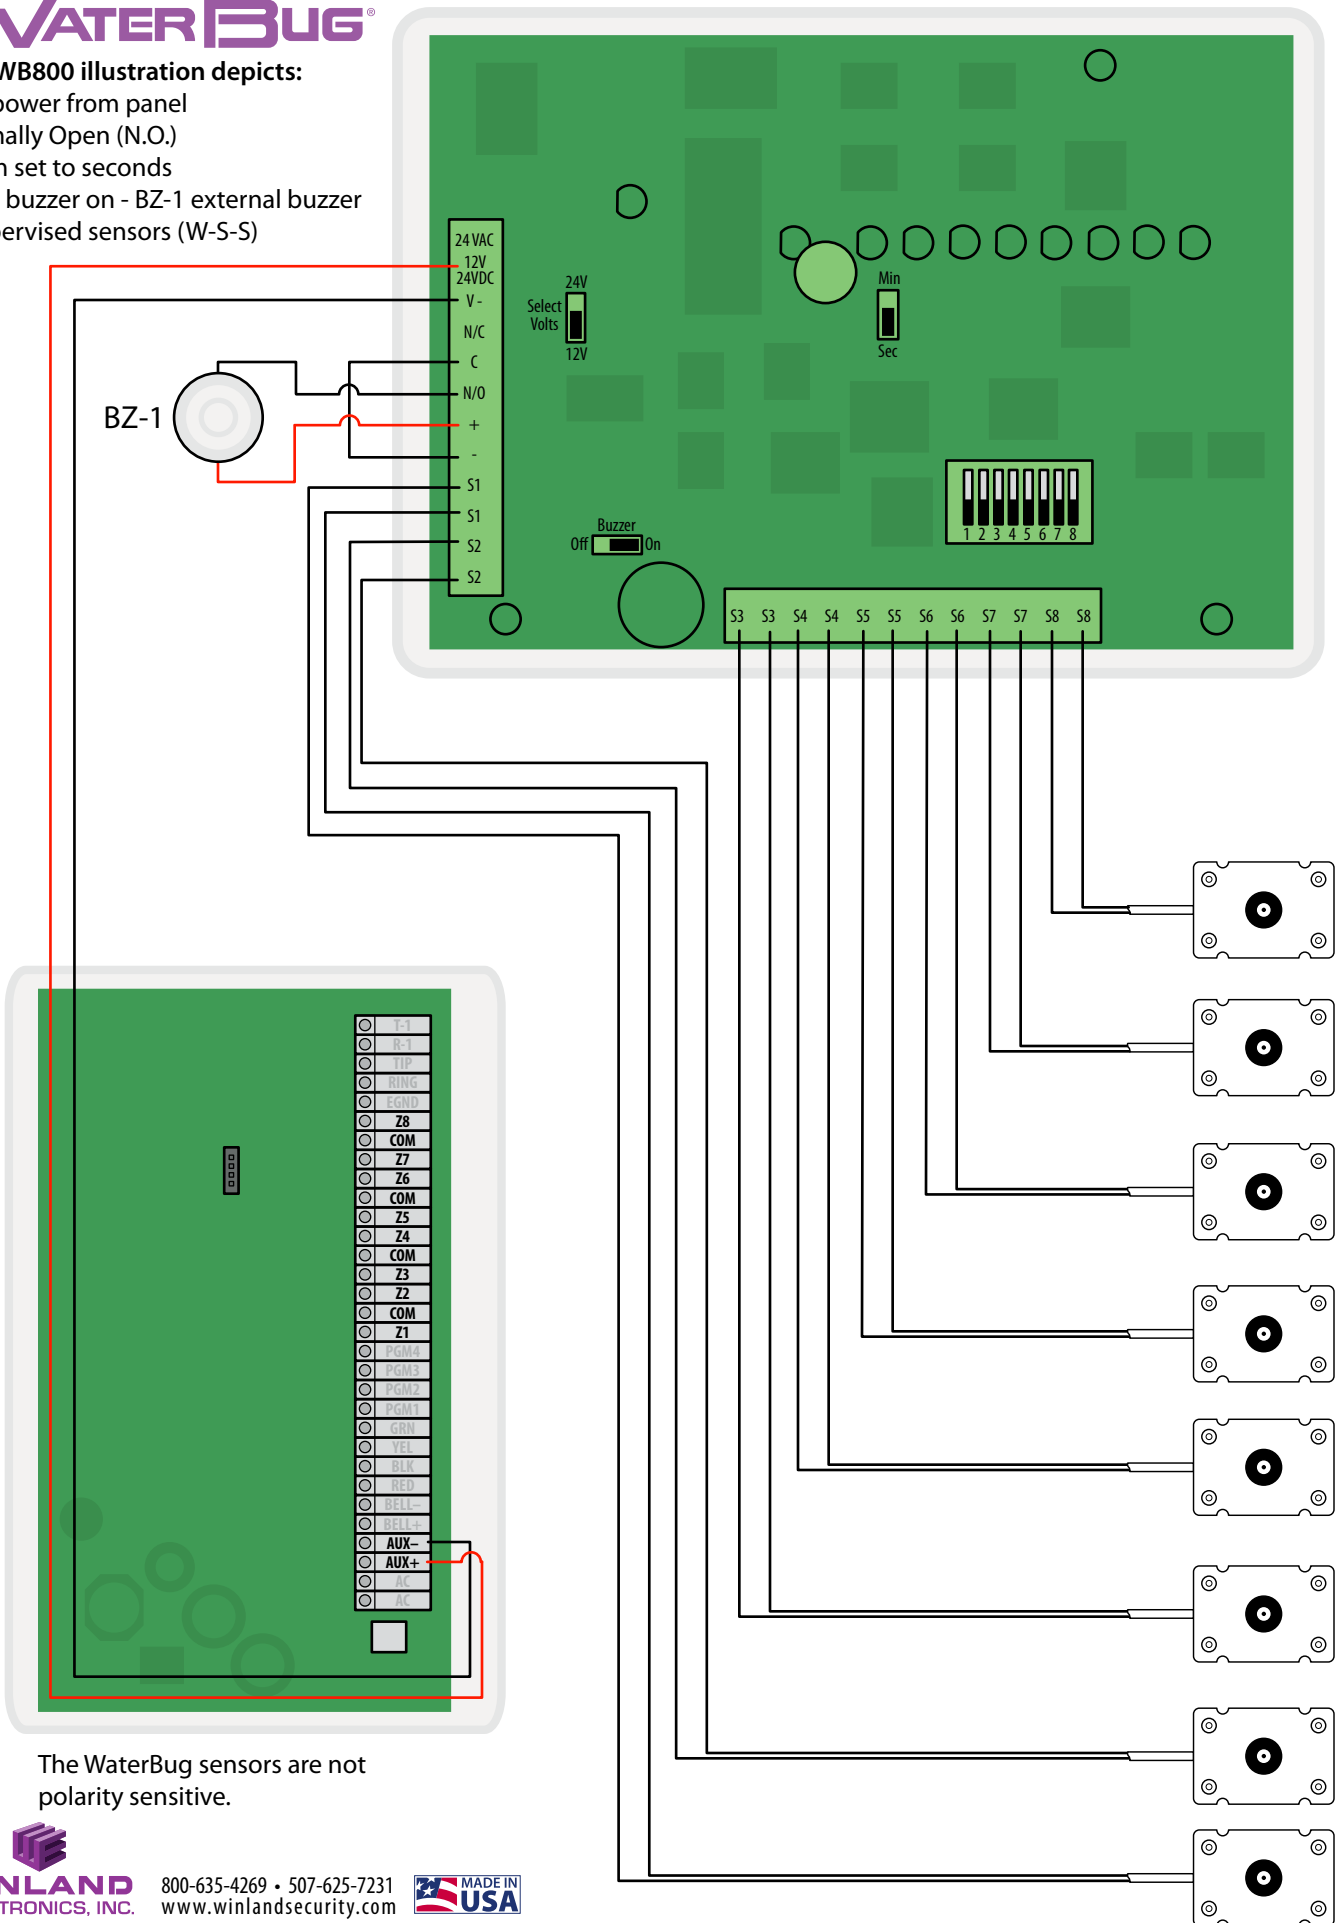 VATERBUG®
WB800 illustration depicts:
power from panel
nally Open (N.O.)
n set to seconds
buzzer on - BZ-1 external buzzer
pervised sensors (W-S-S)
24 VAC
12V
24VDC
V -
N/C
C
N/O
+
-
S1
S1
S2
S2
24V
Select
Volts
12V
Min
Sec
BZ-1
Buzzer
Off On
1 2 3 4 5 6 7 8
S3 S3 S4 S4 S5 S5 S6 S6 S7 S7 S8 S8
T-1
R-1
TIP
RING
EGND
Z8
COM
Z7
Z6
COM
Z5
Z4
COM
Z3
Z2
COM
Z1
PGM4
PGM3
PGM2
PGM1
GRN
YEL
BLK
RED
BELL–
BELL+
AUX–
AUX+
AC
AC
The WaterBug sensors are not
polarity sensitive.
NLAND
TRONICS, INC.
800-635-4269 • 507-625-7231
www.winlandsecurity.com
MADE IN
USA